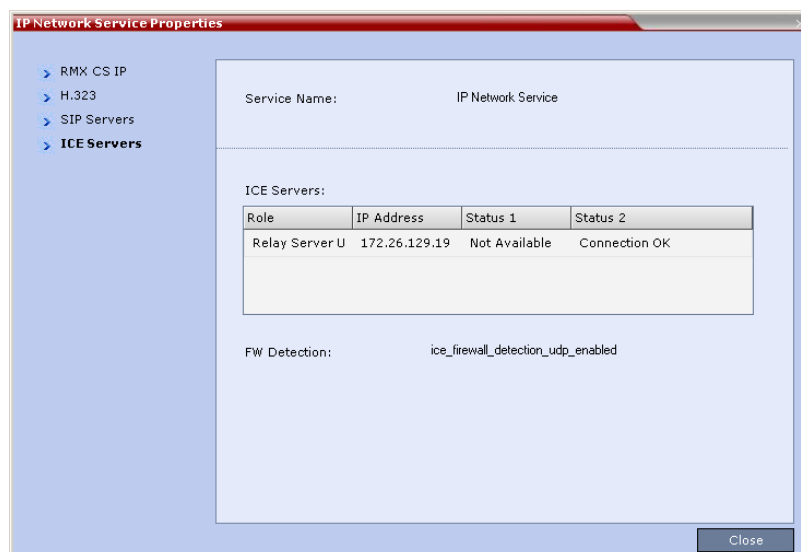 IP Network Service Properties
RMX CS IP
H.323
SIP Servers
ICE Servers
Service Name: IP Network Service
ICE Servers:
Role IP Address Status 1 Status 2
Relay Server U 172.26.129.19 Not Available Connection OK
FW Detection: ice_firewall_detection_udp_enabled
Close